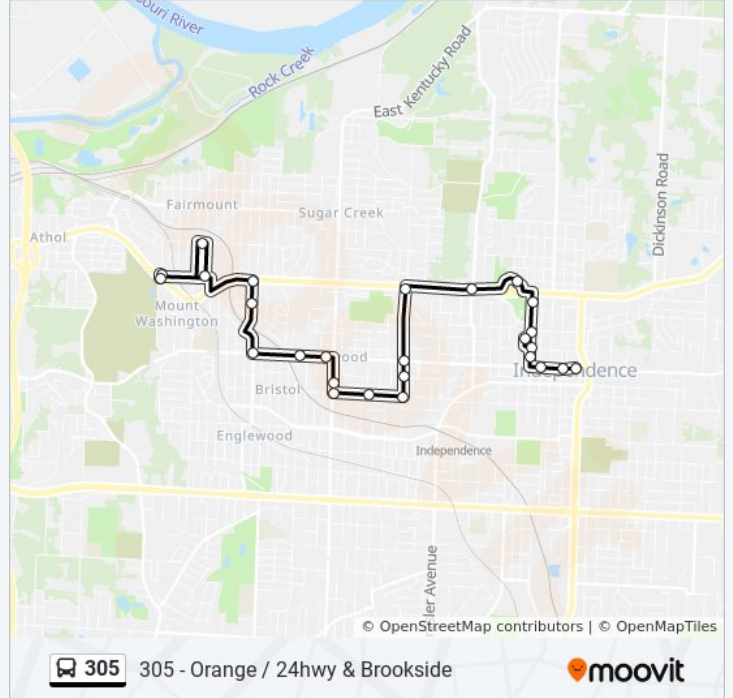 ouri River
Rock Creek
East Kentucky Road
Dickinson Road
Fairmount
Sugar Creek
Athol
Mount
Washington
ood
Independence
Bristol
Englewood
Independence
ler Avenue
© OpenStreetMap contributors | © OpenMapTiles
305 305 - Orange / 24hwy & Brookside moovit